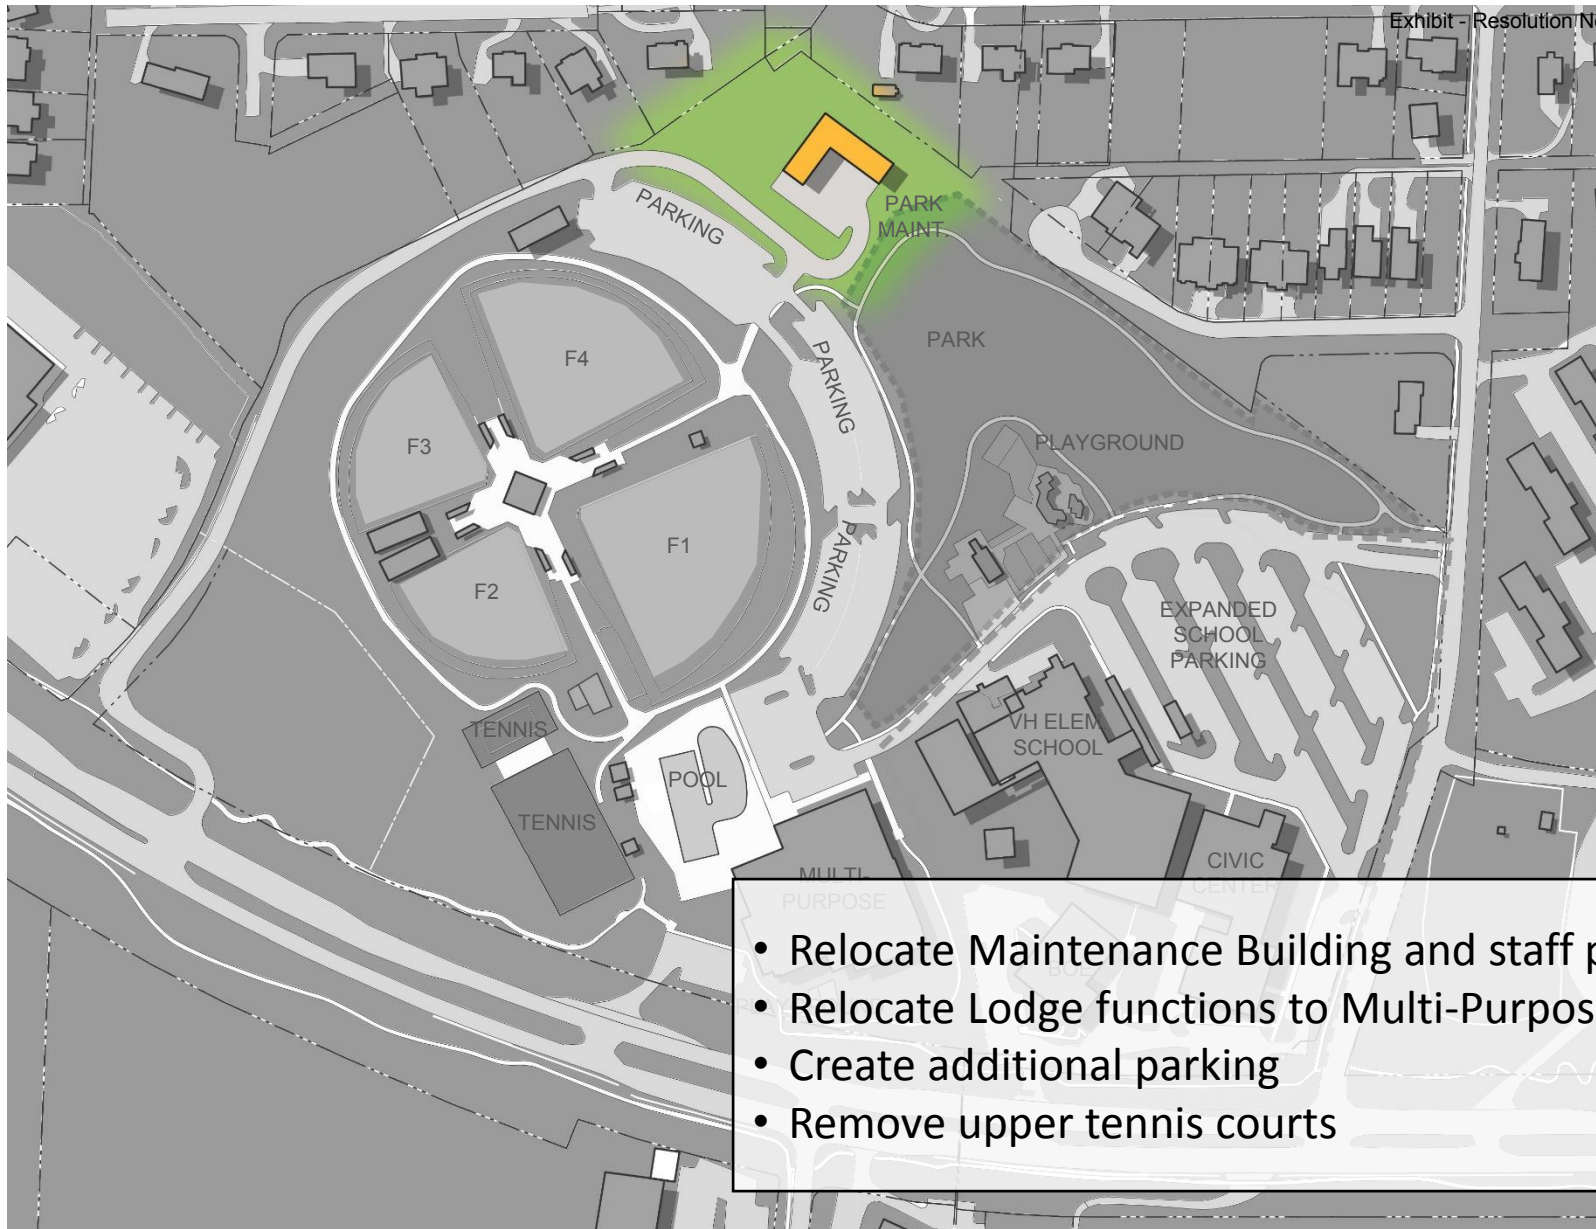 Exhibit - Resolution
PARKING
PARK
MAINT.
PARK
PARKING
F4
F3
PLAYGROUND
F1
PARKING
F2
EXPANDED
SCHOOL
PARKING
TENNIS
VH ELEM.
SCHOOL
POOL
TENNIS
CIVIC
CENTER
MULTI-
PURPOSE
• Relocate Maintenance Building and staff
BOE
• Relocate Lodge functions to
• Create additional parking
• Remove upper tennis courts